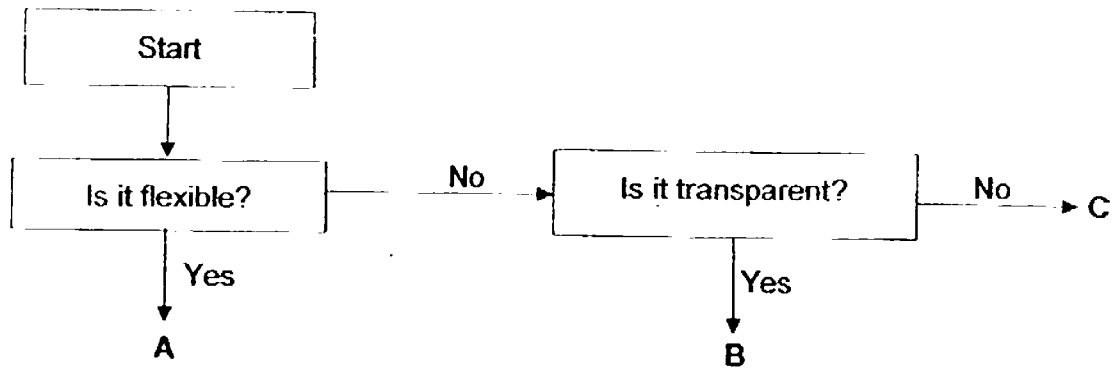 Start
Is it flexible?
No
Is it transparent?
No
C
Yes
Yes
A
B